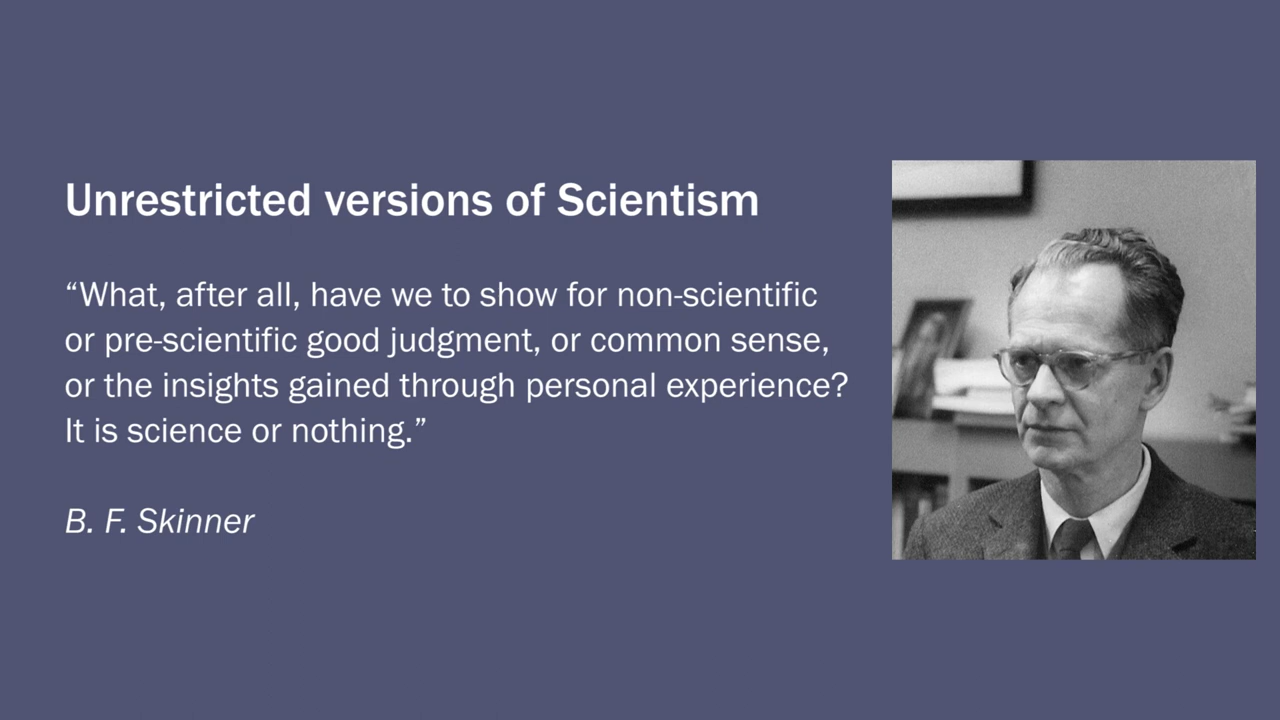 Unrestricted versions of Scientism
“What, after all, have we to show for non-scientific
or pre-scientific good judgment, or common sense,
or the insights gained through personal experience?
It is science or nothing.”
B. F. Skinner